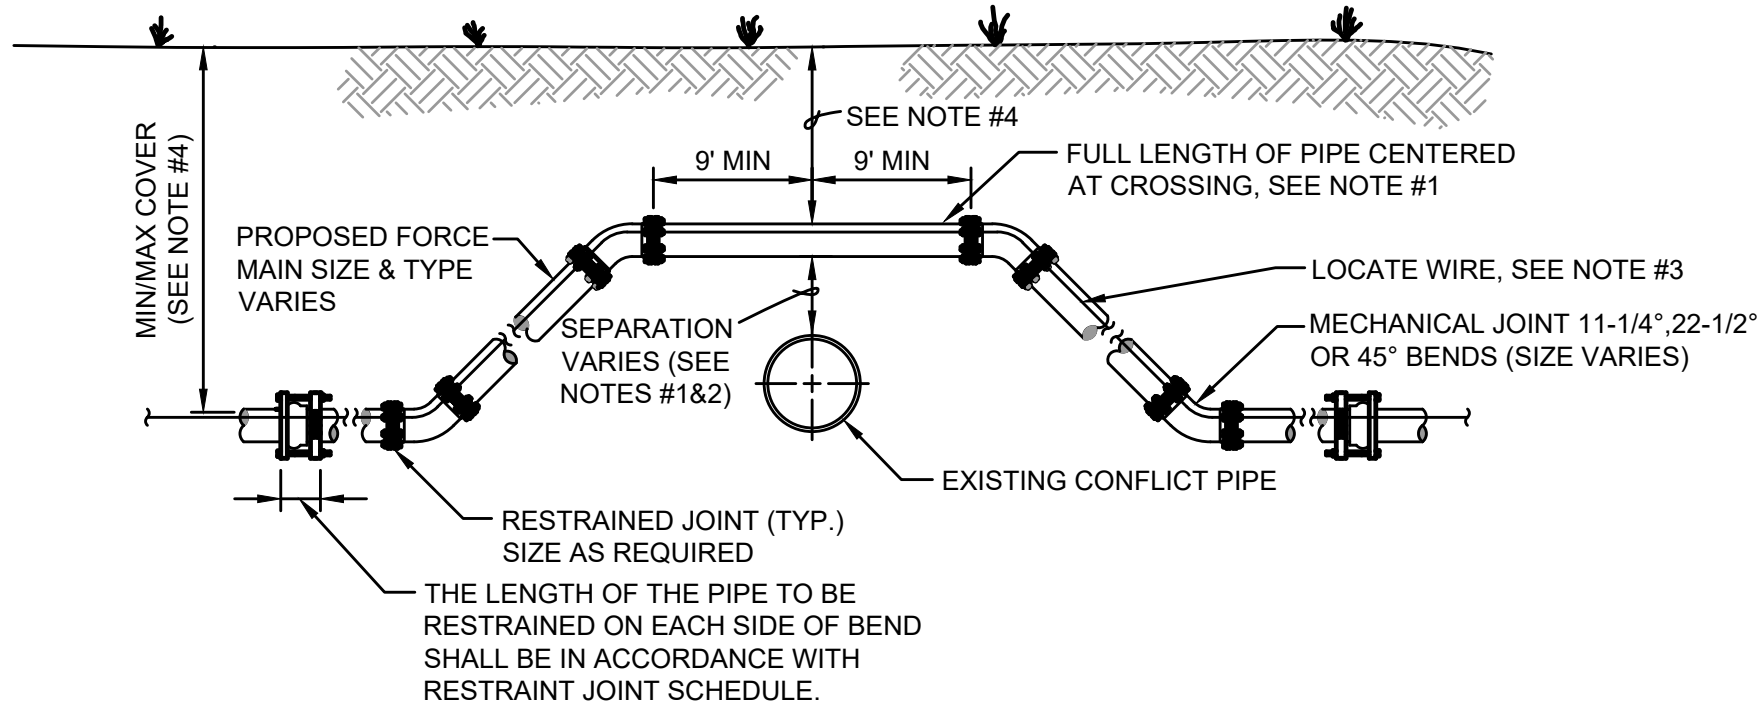 SEE NOTE #4
9' MIN
9' MIN
FULL LENGTH OF PIPE CENTERED
AT CROSSING, SEE NOTE #1
MIN/MAX COVER
(SEE NOTE #4)
PROPOSED FORCE
MAIN SIZE & TYPE
VARIES
LOCATE WIRE, SEE NOTE #3
SEPARATION
VARIES (SEE
NOTES #1&2)
MECHANICAL JOINT 11-1/4°,22-1/2°
OR 45° BENDS (SIZE VARIES)
EXISTING CONFLICT PIPE
RESTRAINED JOINT (TYP.)
SIZE AS REQUIRED
THE LENGTH OF THE PIPE TO BE
RESTRAINED ON EACH SIDE OF BEND
SHALL BE IN ACCORDANCE WITH
RESTRAINT JOINT SCHEDULE.